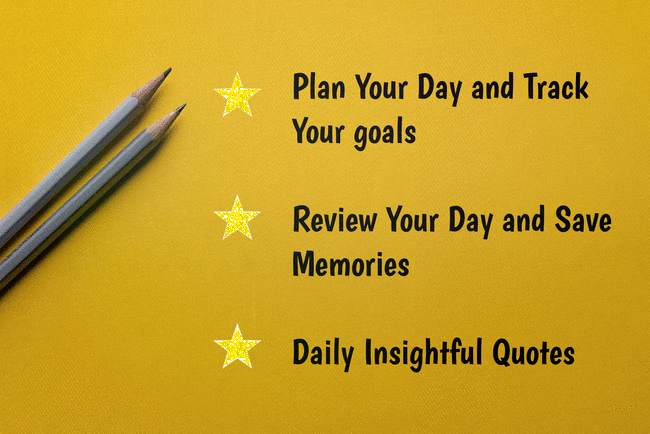 Plan Your Day and Track
Your goals
Review Your Day and Save
Memories
Daily Insightful Quotes